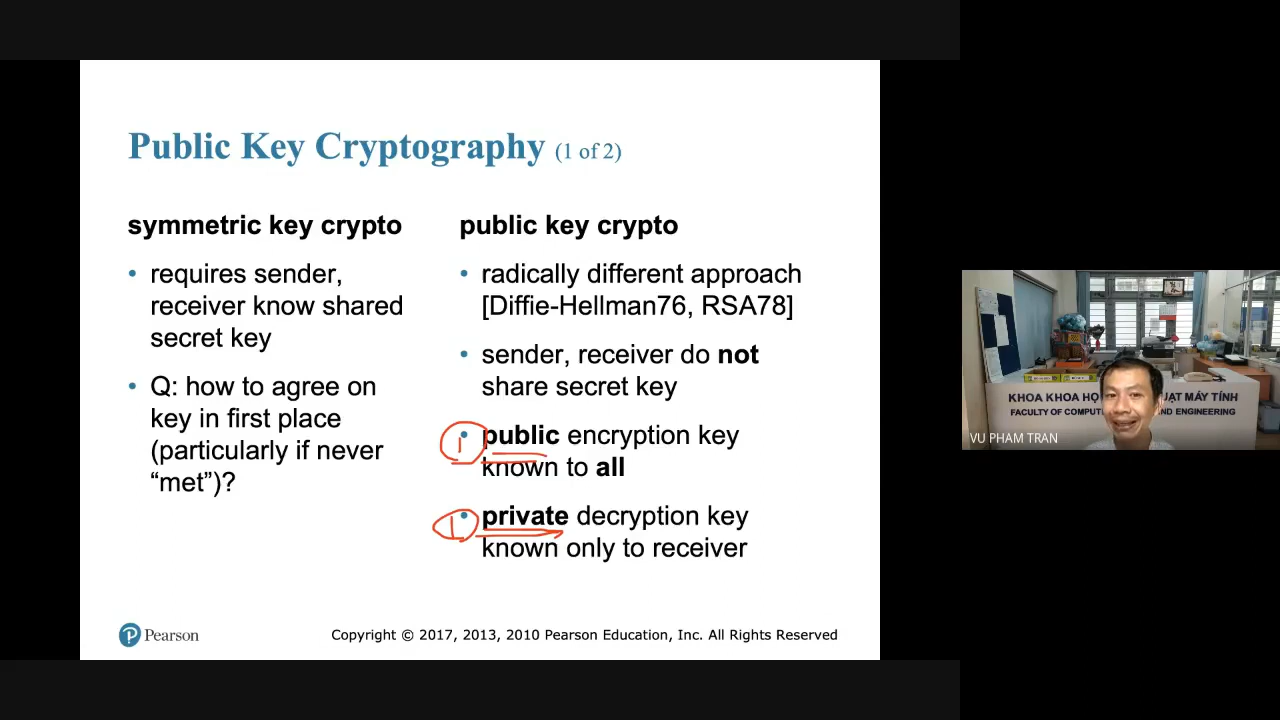 Public Key Cryptography (1 of 2)
symmetric key crypto
• requires sender,
receiver know shared
secret key
• Q: how to agree on
key in first place
(particularly if never
“met”)?
public key crypto
• radically different approach
[Diffie-Hellman76, RSA78]
• sender, receiver do not
share secret key
1
• public encryption key
known to all
1
• private decryption key
known only to receiver
P Pearson
Copyright © 2017, 2013, 2010 Pearson Education, Inc. All Rights Reserved
KHOA KHOA HỌ UẬT MÁY TÍNH
FACULTY OF COMPUT ND ENGINEERING
VU PHAM TRAN